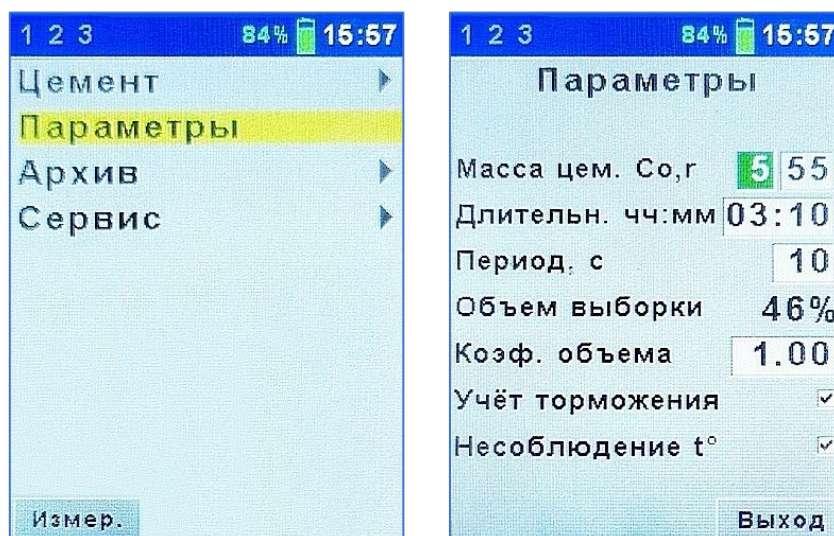 1 2 3 84% 15:57
Цемент
Параметры
Архив
Сервис
Измер.
1 2 3 84% 15:57
Параметры
Масса цем. Со,г 5 55
Длительн. чч:мм 03:10
Период, с 10
Объем выборки 46%
Коэф. объема 1.00
Учёт торможения
Несоблюдение t°
Выход